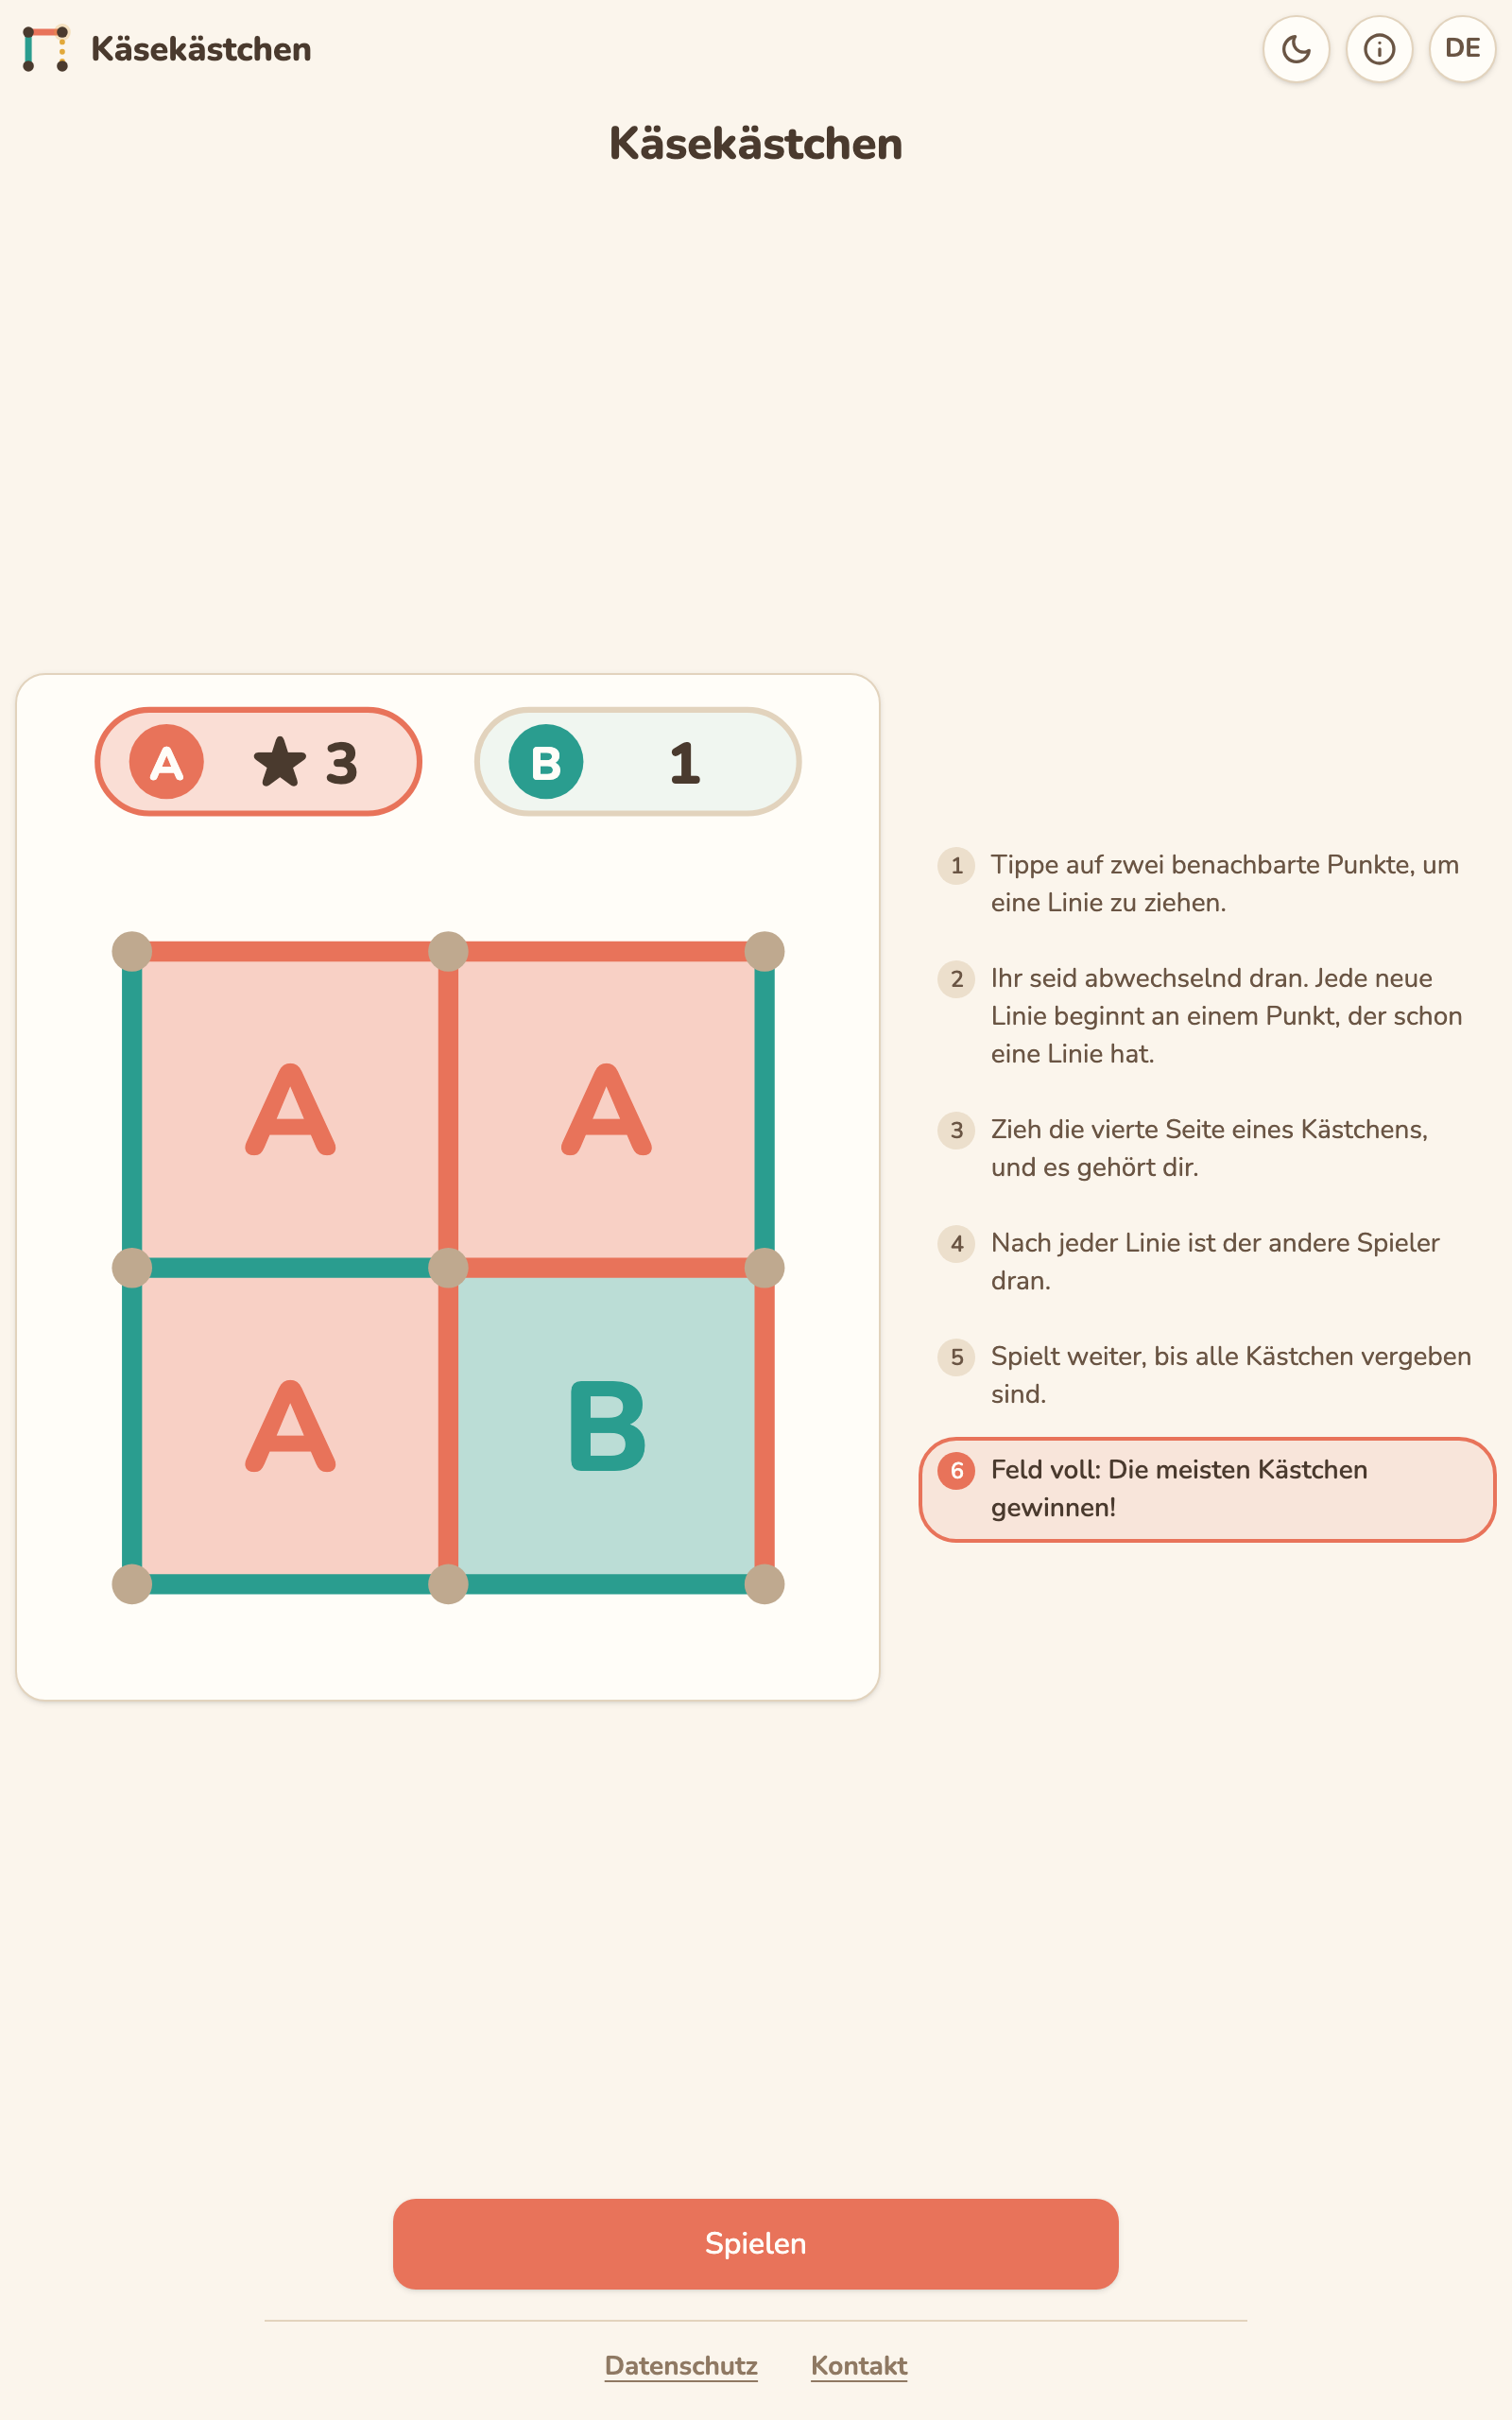 Käsekästchen
DE
Käsekästchen
A ★ 3
B 1
A A
A B
1 Tippe auf zwei benachbarte Punkte, um
eine Linie zu ziehen.
2 Ihr seid abwechselnd dran. Jede neue
Linie beginnt an einem Punkt, der schon
eine Linie hat.
3 Zieh die vierte Seite eines Kästchens,
und es gehört dir.
4 Nach jeder Linie ist der andere Spieler
dran.
5 Spielt weiter, bis alle Kästchen vergeben
sind.
6 Feld voll: Die meisten Kästchen
gewinnen!
Spielen
Datenschutz Kontakt